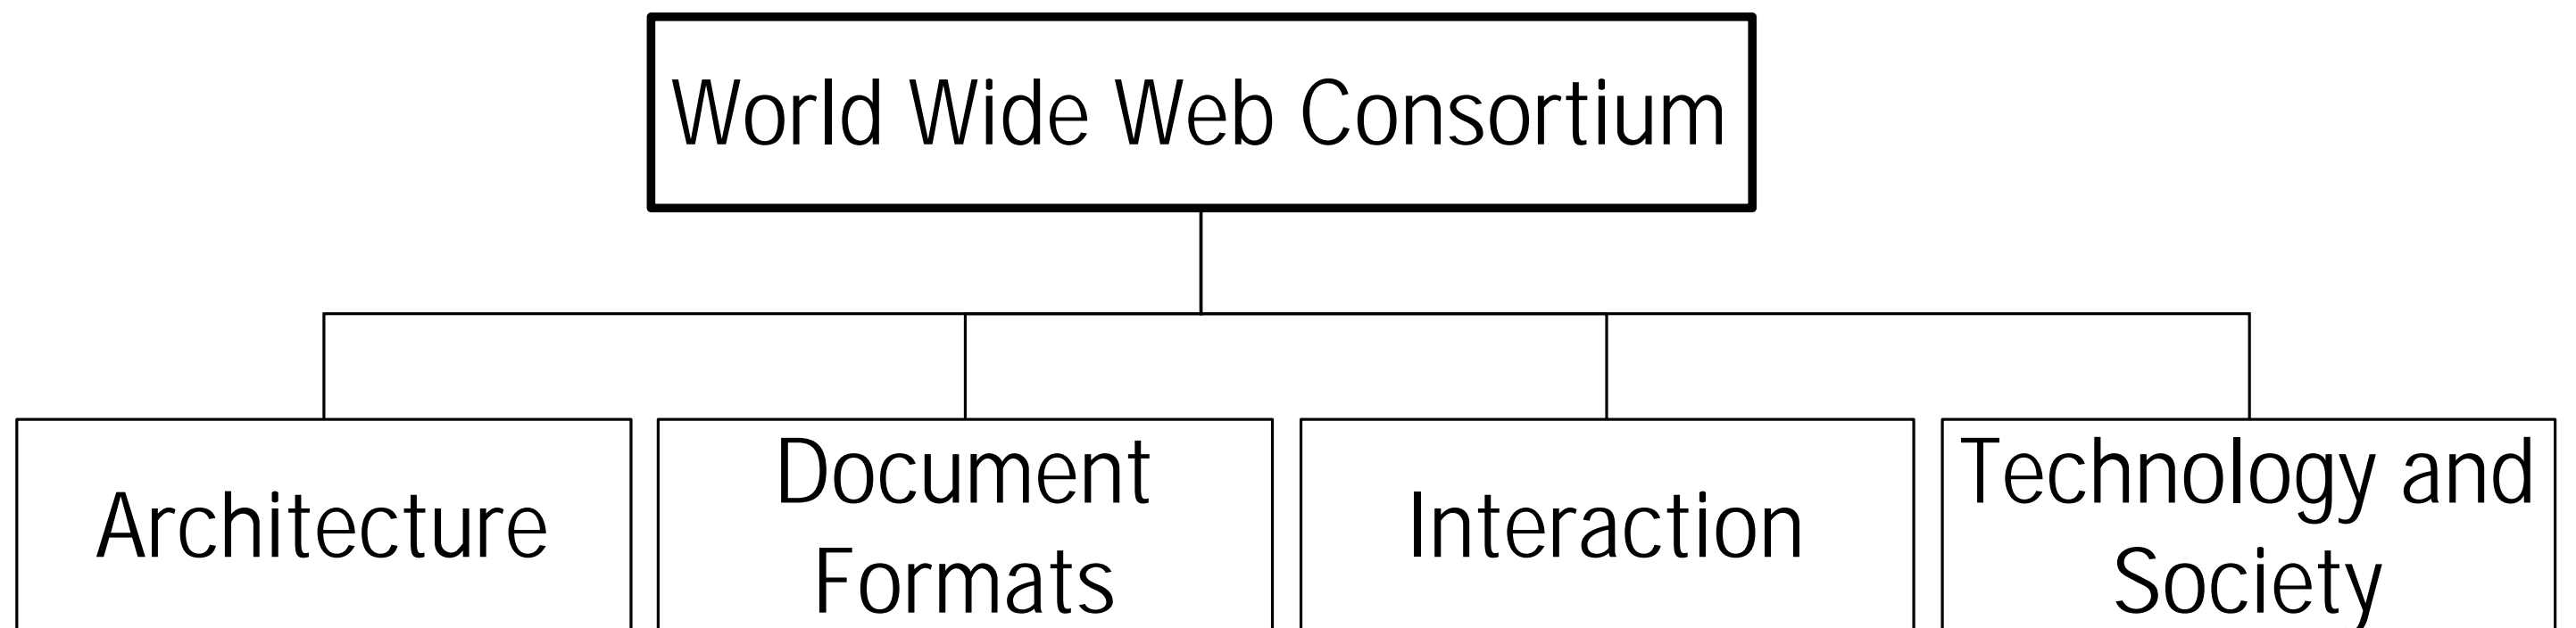 World Wide Web Consortium
Architecture
Document
Formats
Interaction
Technology and
Society